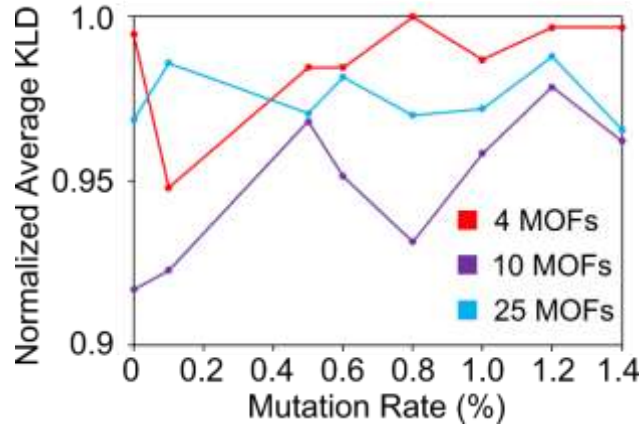 Normalized Average KLD
1.0
0.95
0.9
4 MOFs
10 MOFs
25 MOFs
0 0.2 0.4 0.6 0.8 1.0 1.2 1.4
Mutation Rate (%)